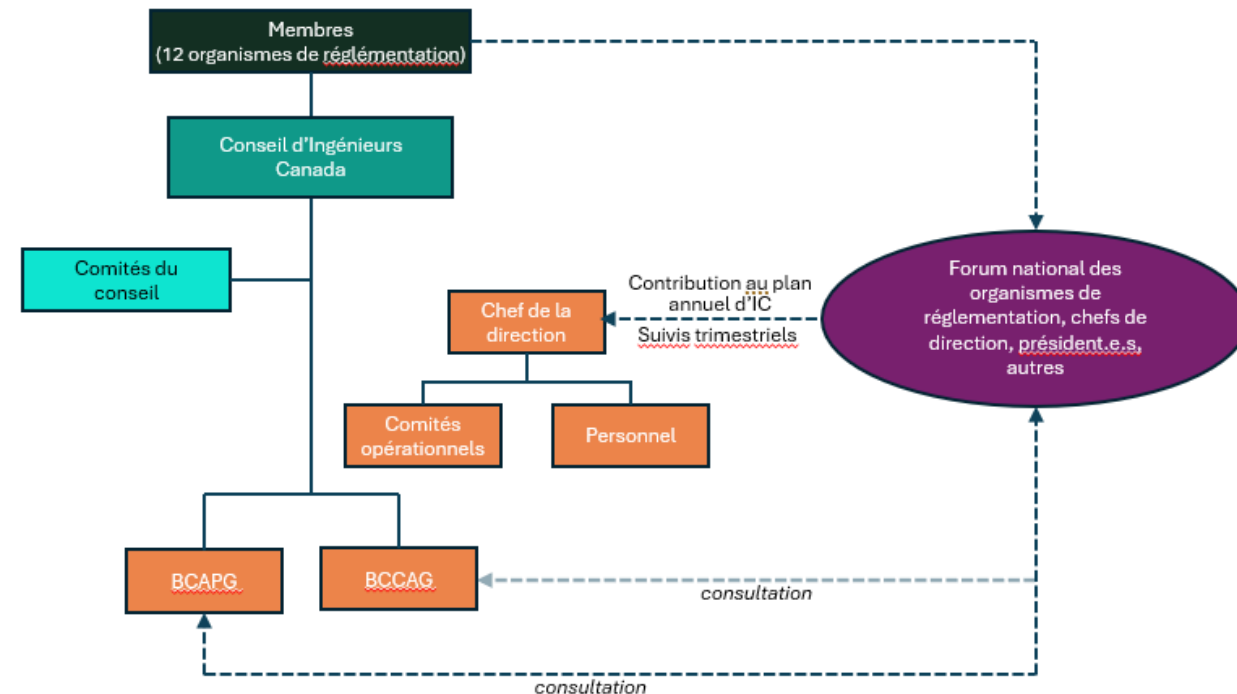 Membres
(12 organismes de réglémentation)
Conseil d'Ingénieurs
Canada
Comités du
conseil
Chef de la
direction
Contribution au plan
annuel d'IC
Suivis trimestriels
Forum national des
organismes de
réglementation, chefs de
direction, président.e.s,
autres
Comités
opérationnels
Personnel
BCAPG
BCCAG
consultation
consultation